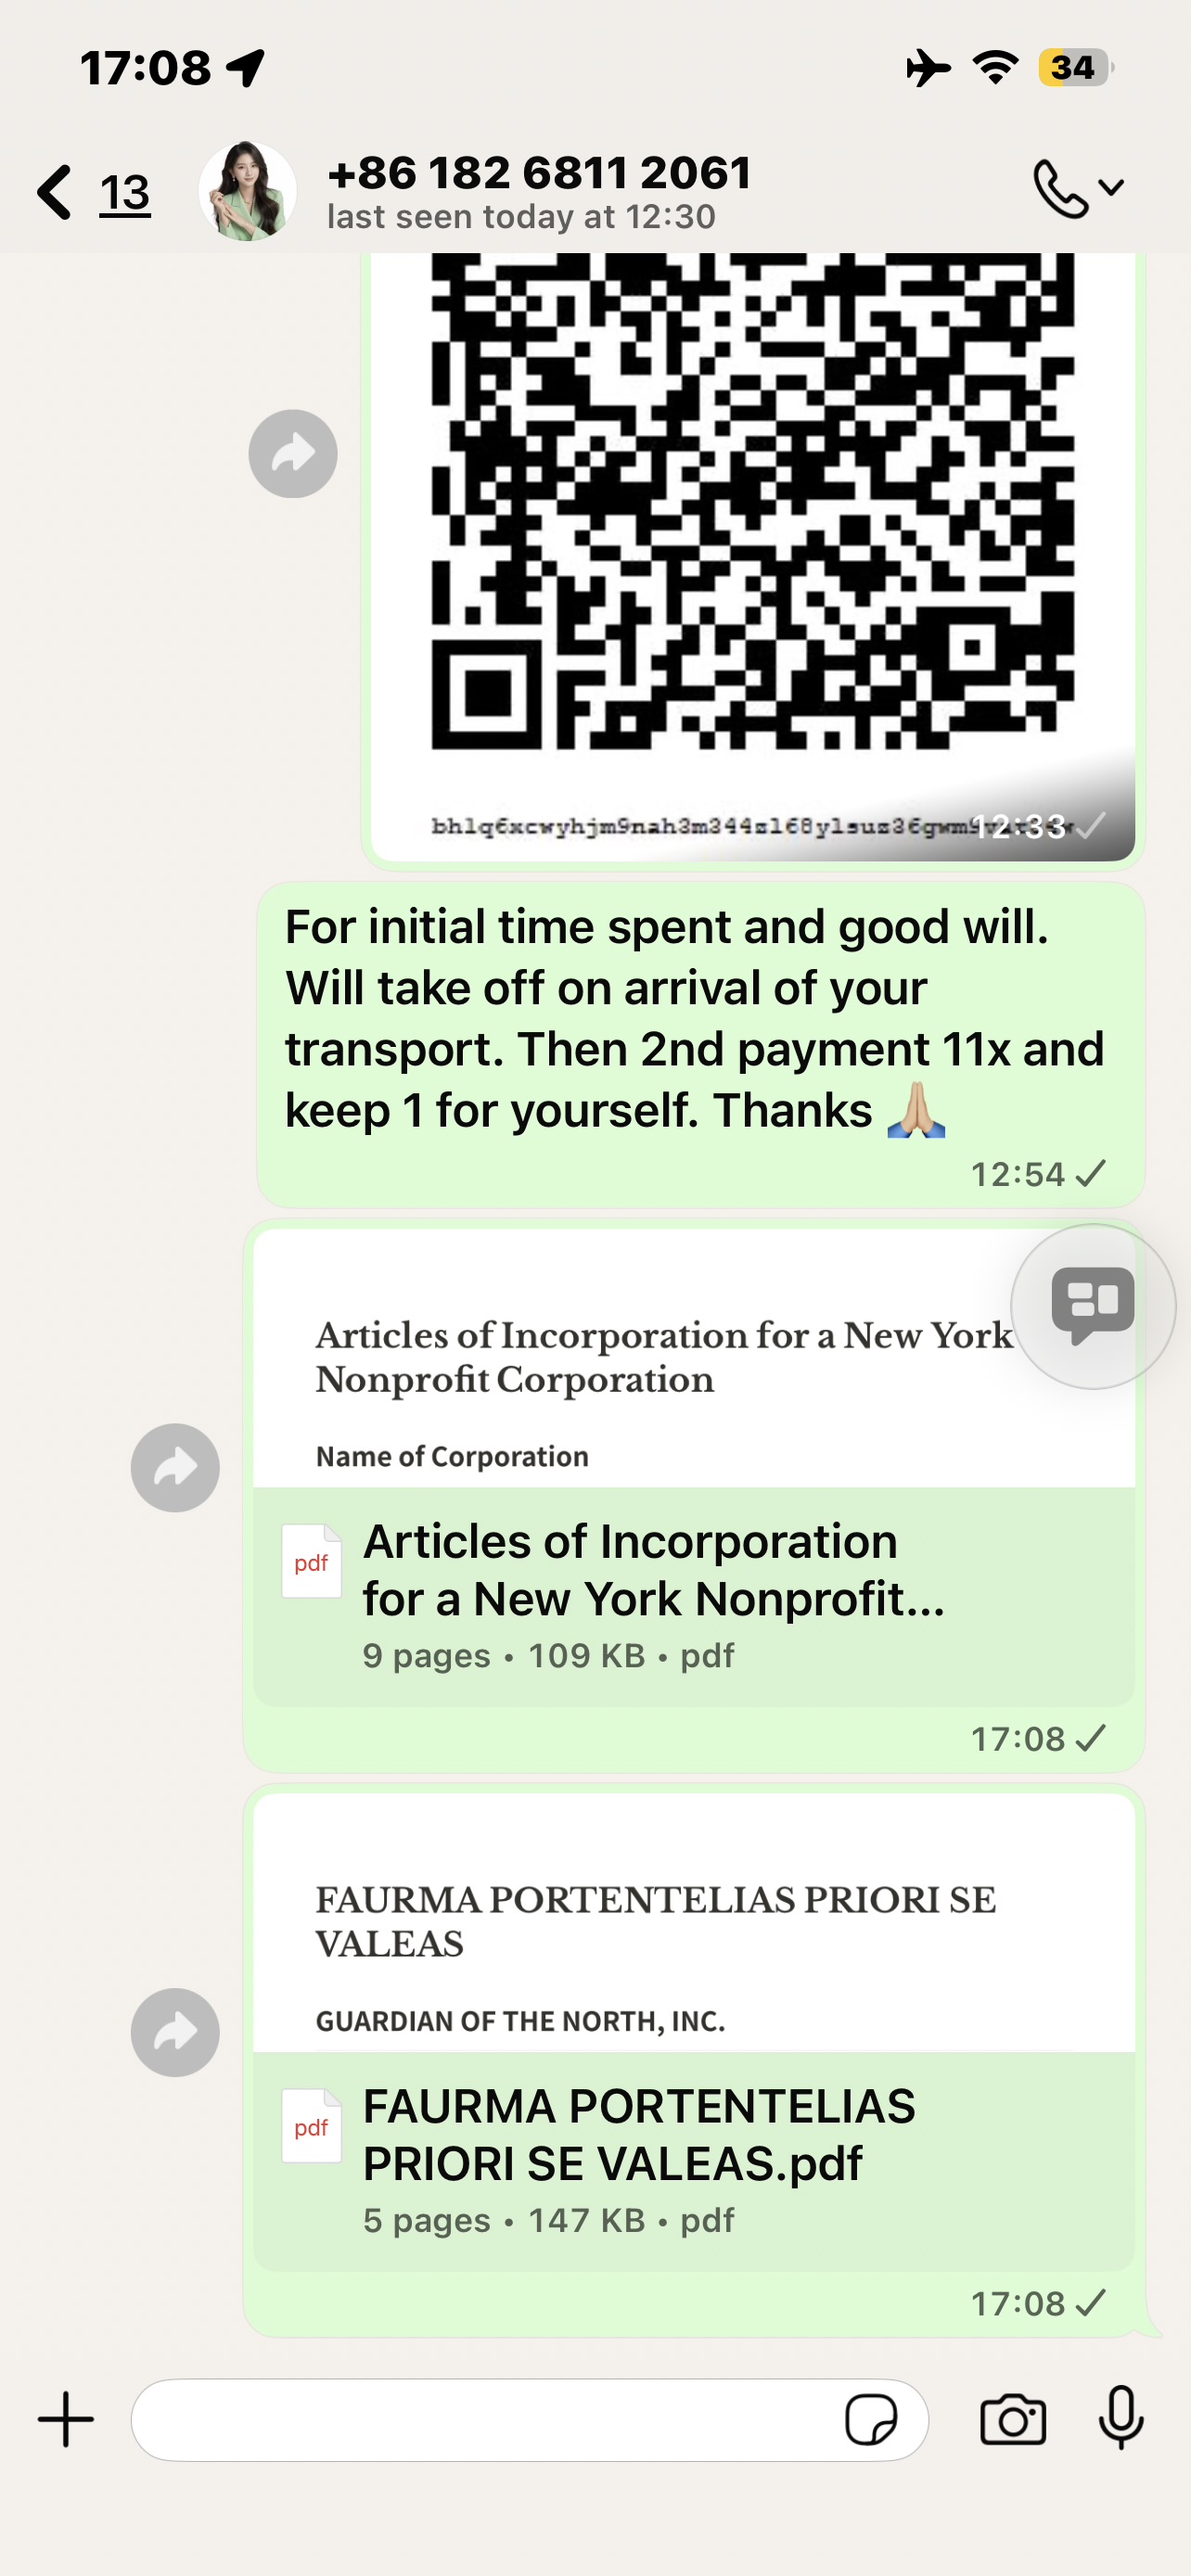 17:08
34
13
+86 182 6811 2061
last seen today at 12:30
12:33
For initial time spent and good will.
Will take off on arrival of your
transport. Then 2nd payment 11x and
keep 1 for yourself. Thanks 🙏🏼
12:54
Articles of Incorporation for a New York
Nonprofit Corporation
Name of Corporation
pdf
Articles of Incorporation
for a New York Nonprofit...
9 pages • 109 KB • pdf
17:08
FAURMA PORTENTELIAS PRIORI SE
VALEAS
GUARDIAN OF THE NORTH, INC.
pdf
FAURMA PORTENTELIAS
PRIORI SE VALEAS.pdf
5 pages • 147 KB • pdf
17:08